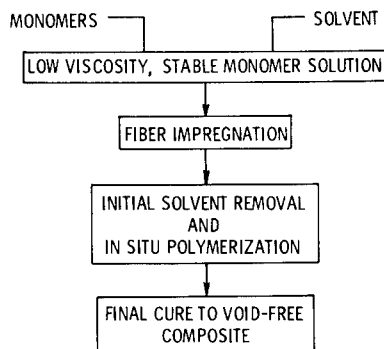 MONOMERS
SOLVENT
LOW VISCOSITY, STABLE MONOMER SOLUTION
FIBER IMPREGNATION
INITIAL SOLVENT REMOVAL
AND
IN SITU POLYMERIZATION
FINAL CURE TO VOID-FREE
COMPOSITE